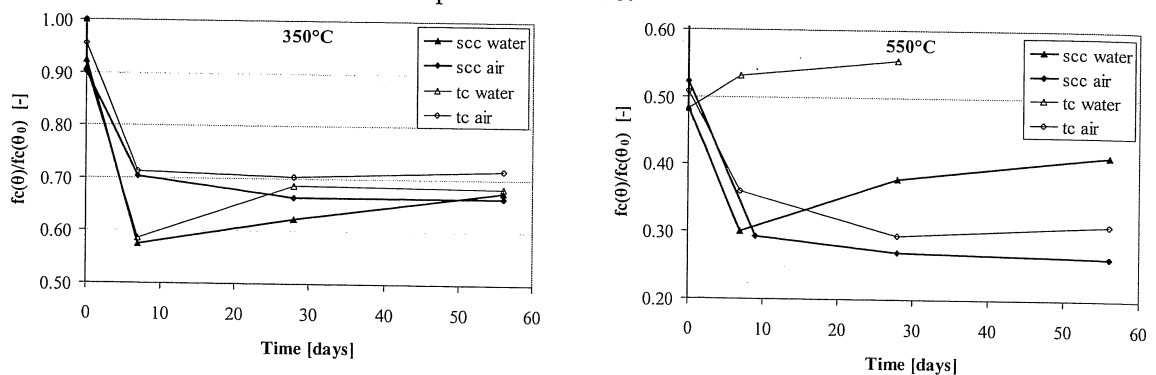 350°C
1.00
0.90
0.80
0.70
0.60
0.50
fc(θ)/fc(θ0) [-]
0 10 20 30 40 50 60
Time [days]
scc water
scc air
tc water
tc air
550°C
0.60
0.50
0.40
0.30
0.20
fc(θ)/fc(θ0) [-]
0 10 20 30 40 50 60
Time [days]
scc water
scc air
tc water
tc air